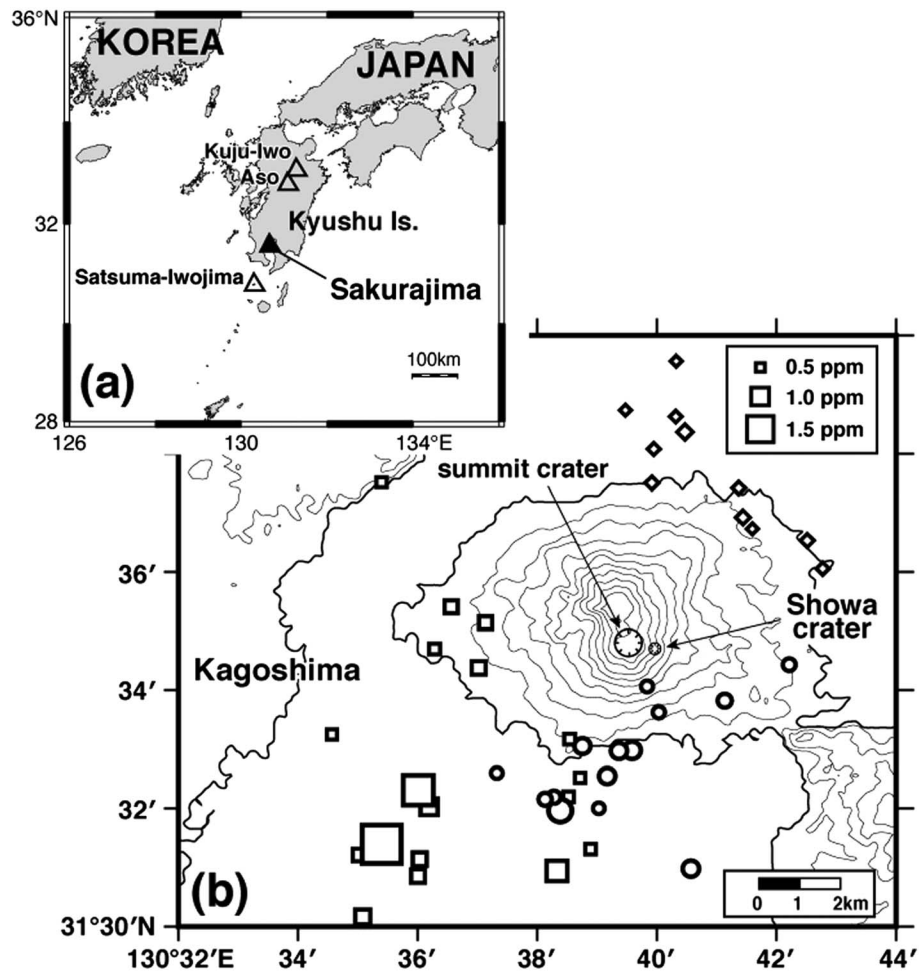 36°N
KOREA
JAPAN
Kuju-Iwo
Aso
32
Kyushu Is.
Satsuma-Iwojima
Sakurajima
(a)
100km
28
126
130
134°E
0.5 ppm
1.0 ppm
1.5 ppm
summit crater
36′
Showa
crater
Kagoshima
34′
32′
(b)
0 1 2km
31°30′N
130°32′E
34′
36′
38′
40′
42′
44′